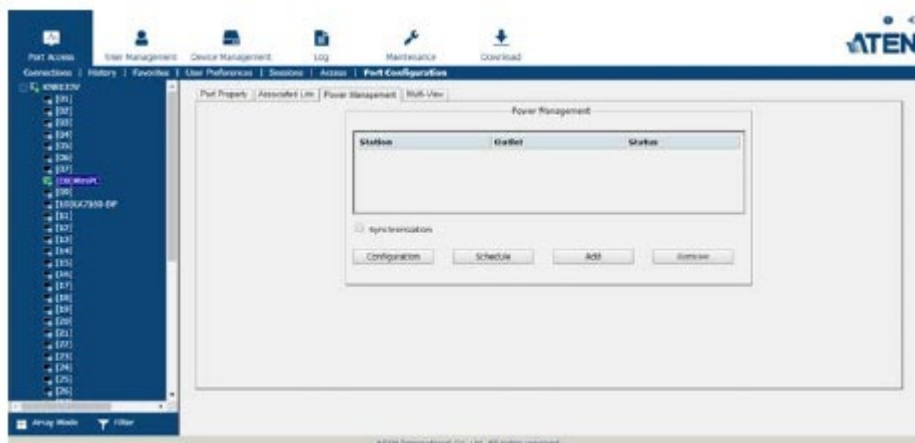 ATEN
Port Access
User Management
Device Management
Log
Maintenance
Download
Connections | History | Favorites | User Preferences | Sessions | Access | Port Configuration
[01]
[02]
[03]
[04]
[05]
[06]
[07]
[09]
[11]
[12]
[13]
[14]
[15]
[16]
[17]
[18]
[19]
[20]
[21]
[22]
[23]
[24]
[25]
[26]
Array Mode
Filter
Port Property
Associated Link
Power Management
Multi-View
Power Management
Station
Outlet
Status
Synchronization
Configuration
Schedule
Add
Remove